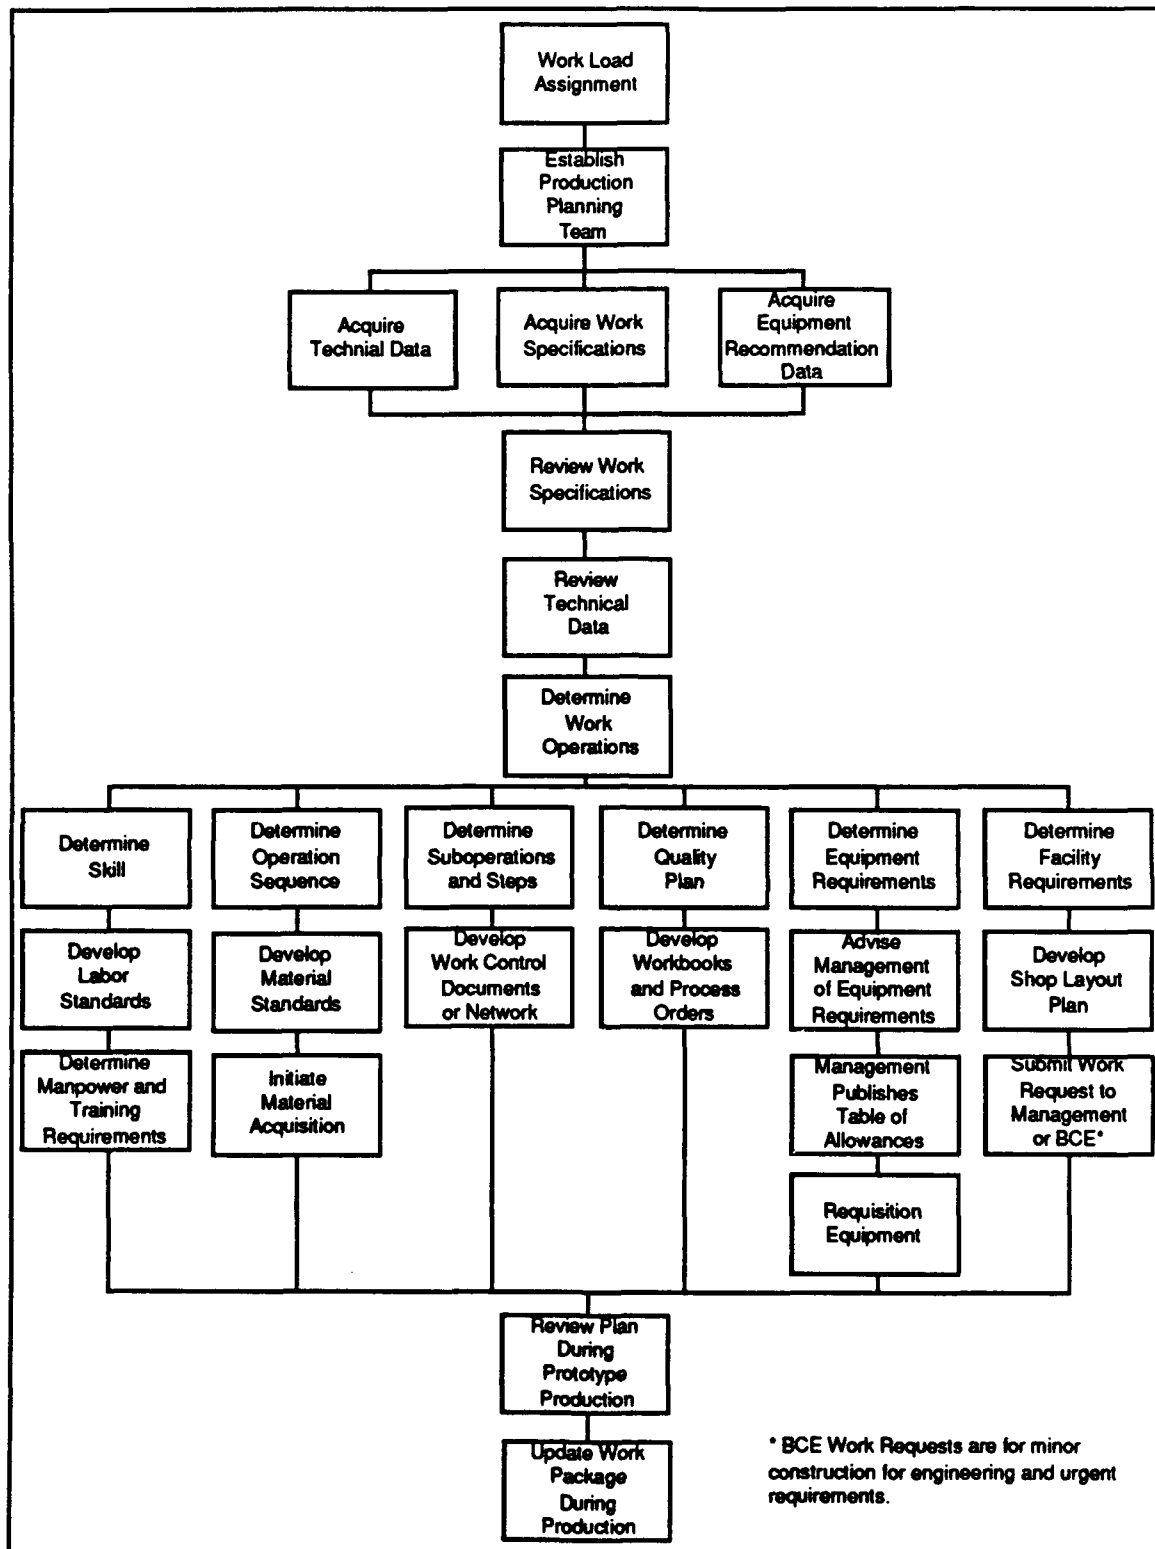 Work Load
Assignment
Establish
Production
Planning
Team
Acquire
Technial Data
Acquire Work
Specifications
Acquire
Equipment
Recommendation
Data
Review Work
Specifications
Review
Technical
Data
Determine
Work
Operations
Determine
Skill
Determine
Operation
Sequence
Determine
Suboperations
and Steps
Determine
Quality
Plan
Determine
Equipment
Requirements
Determine
Facility
Requirements
Develop
Labor
Standards
Develop
Material
Standards
Develop
Work Control
Documents
or Network
Develop
Workbooks
and Process
Orders
Advise
Management
of Equipment
Requirements
Develop
Shop Layout
Plan
Determine
Manpower and
Training
Requirements
Initiate
Material
Acquisition
Management
Publishes
Table of
Allowances
Submit Work
Request to
Management
or BCE*
Requisition
Equipment
Review Plan
During
Prototype
Production
Update Work
Package
During
Production
* BCE Work Requests are for minor
construction for engineering and urgent
requirements.